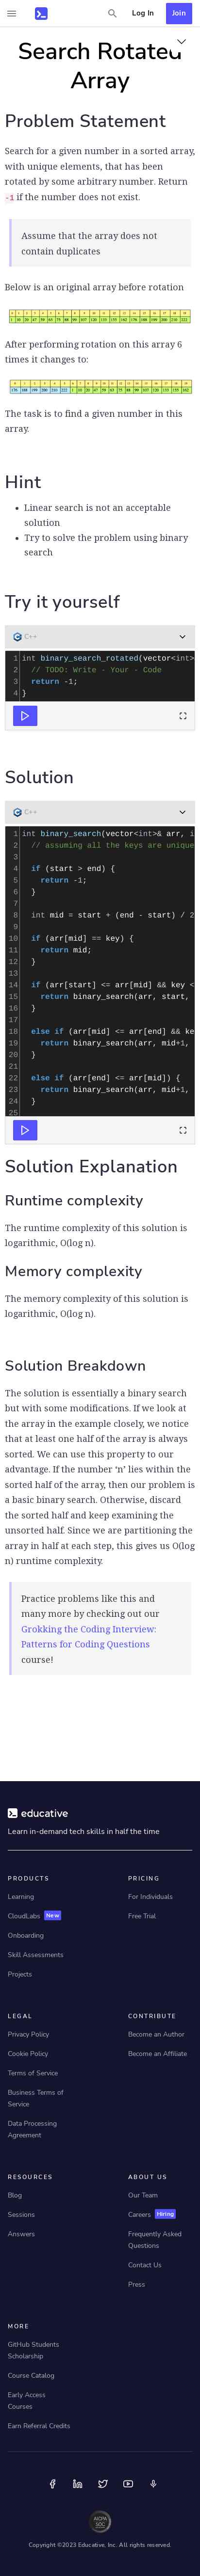 Log In
Join
Search Rotated
Array
Problem Statement
Search for a given number in a sorted array,
with unique elements, that has been
rotated by some arbitrary number. Return
-1 if the number does not exist.
Assume that the array does not
contain duplicates
Below is an original array before rotation
After performing rotation on this array 6
times it changes to:
The task is to find a given number in this
array.
Hint
Linear search is not an acceptable
solution
Try to solve the problem using binary
search
Try it yourself
C++
1 int binary_search_rotated(vector<int>
2 // TODO: Write - Your - Code
3 return -1;
4 }
Solution
C++
1 int binary_search(vector<int>& arr, i
2 // assuming all the keys are unique
3
4 if (start > end) {
5 return -1;
6 }
7
8 int mid = start + (end - start) / 2
9
10 if (arr[mid] == key) {
11 return mid;
12 }
13
14 if (arr[start] <= arr[mid] && key <
15 return binary_search(arr, start,
16 }
17
18 else if (arr[mid] <= arr[end] && ke
19 return binary_search(arr, mid+1,
20 }
21
22 else if (arr[end] <= arr[mid]) {
23 return binary_search(arr, mid+1,
24 }
25
Solution Explanation
Runtime complexity
The runtime complexity of this solution is
logarithmic, O(log n).
Memory complexity
The memory complexity of this solution is
logarithmic, O(log n).
Solution Breakdown
The solution is essentially a binary search
but with some modifications. If we look at
the array in the example closely, we notice
that at least one half of the array is always
sorted. We can use this property to our
advantage. If the number ‘n’ lies within the
sorted half of the array, then our problem is
a basic binary search. Otherwise, discard
the sorted half and keep examining the
unsorted half. Since we are partitioning the
array in half at each step, this gives us O(log
n) runtime complexity.
Practice problems like this and
many more by checking out our
Grokking the Coding Interview:
Patterns for Coding Questions
course!
educative
Learn in-demand tech skills in half the time
PRODUCTS
Learning
CloudLabs New
Onboarding
Skill Assessments
Projects
PRICING
For Individuals
Free Trial
LEGAL
Privacy Policy
Cookie Policy
Terms of Service
Business Terms of
Service
Data Processing
Agreement
CONTRIBUTE
Become an Author
Become an Affiliate
RESOURCES
Blog
Sessions
Answers
ABOUT US
Our Team
Careers Hiring
Frequently Asked
Questions
Contact Us
Press
MORE
GitHub Students
Scholarship
Course Catalog
Early Access
Courses
Earn Referral Credits
AICPA
SOC
Copyright ©2023 Educative, Inc. All rights reserved.